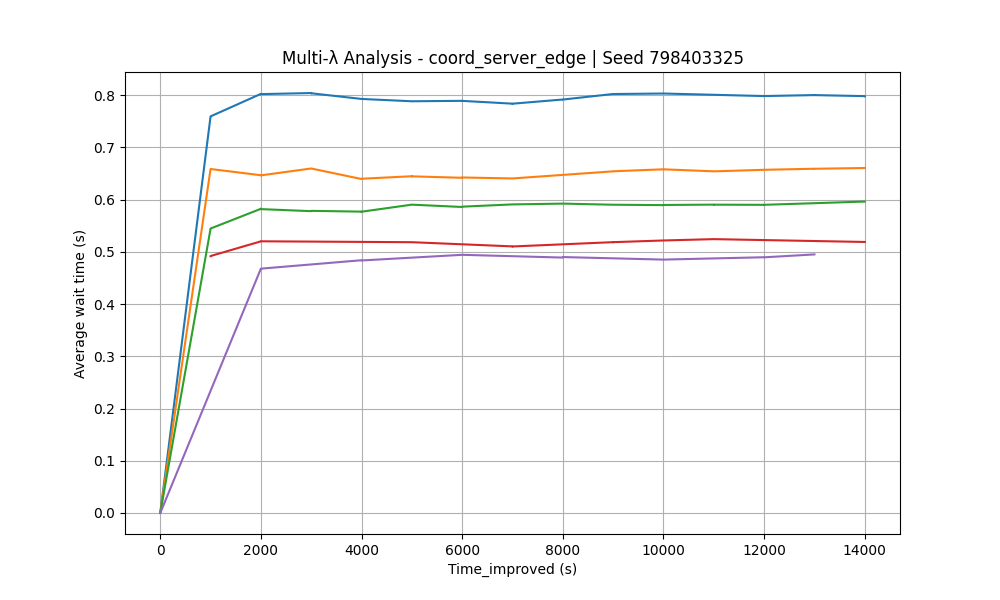 Multi-λ Analysis - coord_server_edge | Seed 798403325
Average wait time (s)
0.8
0.7
0.6
0.5
0.4
0.3
0.2
0.1
0.0
0 2000 4000 6000 8000 10000 12000 14000
Time_improved (s)